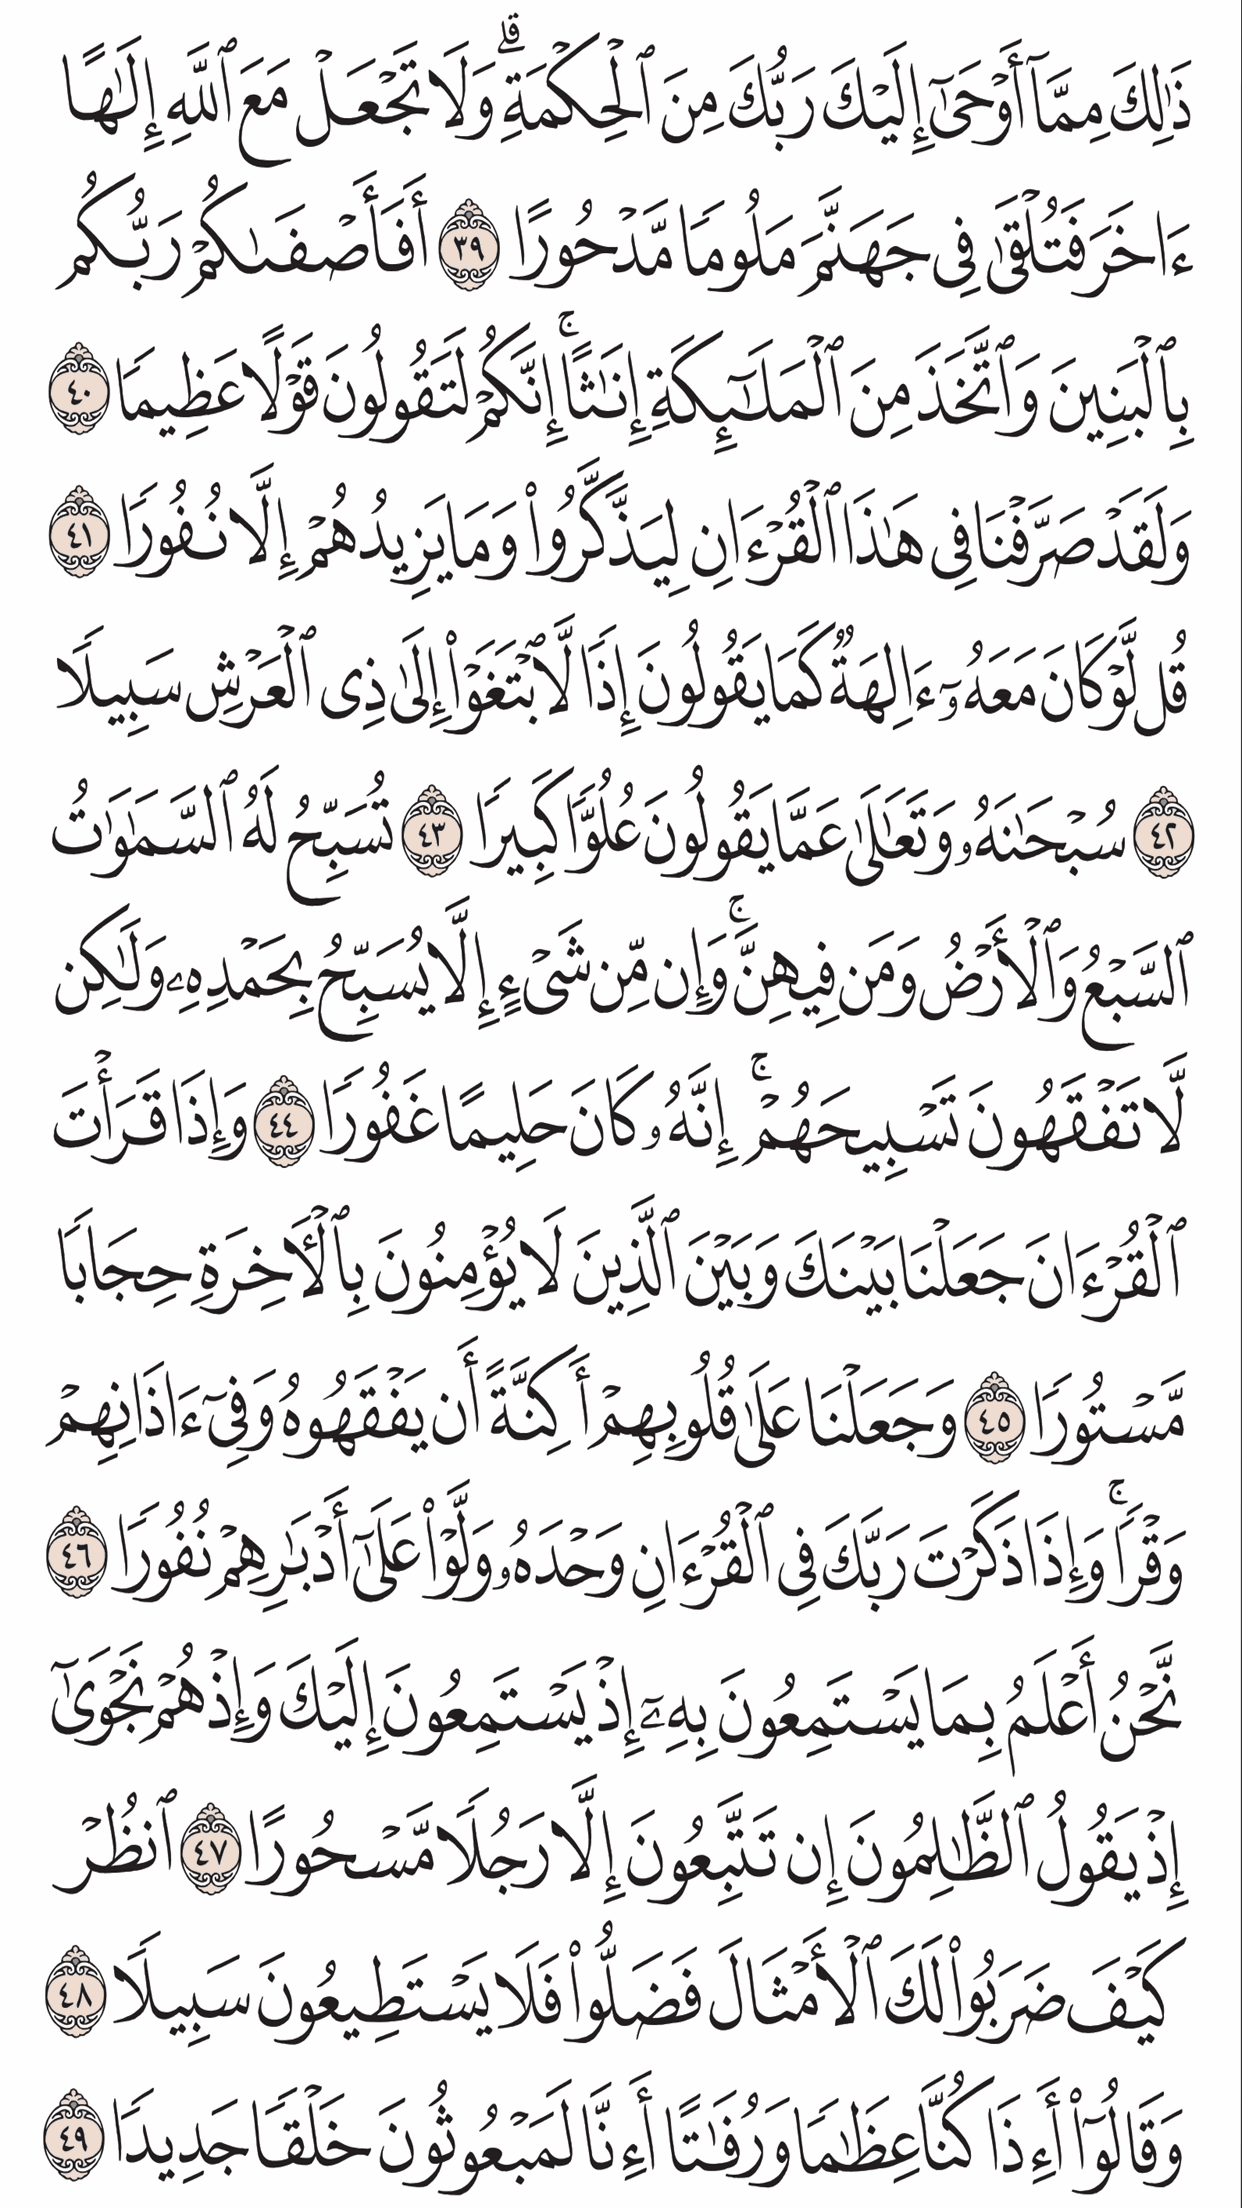 ذَٰلِكَ مِمَّآ أَوْحَىٰٓ إِلَيْكَ رَبُّكَ مِنَ ٱلْحِكْمَةِ ۗ وَلَا تَجْعَلْ مَعَ ٱللَّهِ إِلَٰهًا
ءَاخَرَ فَتُلْقَىٰ فِى جَهَنَّمَ مَلُومًا مَّدْحُورًا ٣٩ أَفَأَصْفَىٰكُمْ رَبُّكُم
بِٱلْبَنِينَ وَٱتَّخَذَ مِنَ ٱلْمَلَٰٓئِكَةِ إِنَٰثًا ۚ إِنَّكُمْ لَتَقُولُونَ قَوْلًا عَظِيمًا ٤٠
وَلَقَدْ صَرَّفْنَا فِى هَٰذَا ٱلْقُرْءَانِ لِيَذَّكَّرُوا۟ وَمَا يَزِيدُهُمْ إِلَّا نُفُورًا ٤١
قُل لَّوْ كَانَ مَعَهُۥٓ ءَالِهَةٌ كَمَا يَقُولُونَ إِذًا لَّٱبْتَغَوْا۟ إِلَىٰ ذِى ٱلْعَرْشِ سَبِيلًا
٤٢ سُبْحَٰنَهُۥ وَتَعَٰلَىٰ عَمَّا يَقُولُونَ عُلُوًّا كَبِيرًا ٤٣ تُسَبِّحُ لَهُ ٱلسَّمَٰوَٰتُ
ٱلسَّبْعُ وَٱلْأَرْضُ وَمَن فِيهِنَّ ۚ وَإِن مِّن شَىْءٍ إِلَّا يُسَبِّحُ بِحَمْدِهِۦ وَلَٰكِن
لَّا تَفْقَهُونَ تَسْبِيحَهُمْ ۚ إِنَّهُۥ كَانَ حَلِيمًا غَفُورًا ٤٤ وَإِذَا قَرَأْتَ
ٱلْقُرْءَانَ جَعَلْنَا بَيْنَكَ وَبَيْنَ ٱلَّذِينَ لَا يُؤْمِنُونَ بِٱلْءَاخِرَةِ حِجَابًا
مَّسْتُورًا ٤٥ وَجَعَلْنَا عَلَىٰ قُلُوبِهِمْ أَكِنَّةً أَن يَفْقَهُوهُ وَفِىٓ ءَاذَانِهِمْ
وَقْرًا ۚ وَإِذَا ذَكَرْتَ رَبَّكَ فِى ٱلْقُرْءَانِ وَحْدَهُۥ وَلَّوْا۟ عَلَىٰٓ أَدْبَٰرِهِمْ نُفُورًا ٤٦
نَّحْنُ أَعْلَمُ بِمَا يَسْتَمِعُونَ بِهِۦٓ إِذْ يَسْتَمِعُونَ إِلَيْكَ وَإِذْ هُمْ نَجْوَىٰٓ
إِذْ يَقُولُ ٱلظَّٰلِمُونَ إِن تَتَّبِعُونَ إِلَّا رَجُلًا مَّسْحُورًا ٤٧ ٱنظُرْ
كَيْفَ ضَرَبُوا۟ لَكَ ٱلْأَمْثَالَ فَضَلُّوا۟ فَلَا يَسْتَطِيعُونَ سَبِيلًا ٤٨
وَقَالُوٓا۟ أَءِذَا كُنَّا عِظَٰمًا وَرُفَٰتًا أَءِنَّا لَمَبْعُوثُونَ خَلْقًا جَدِيدًا ٤٩